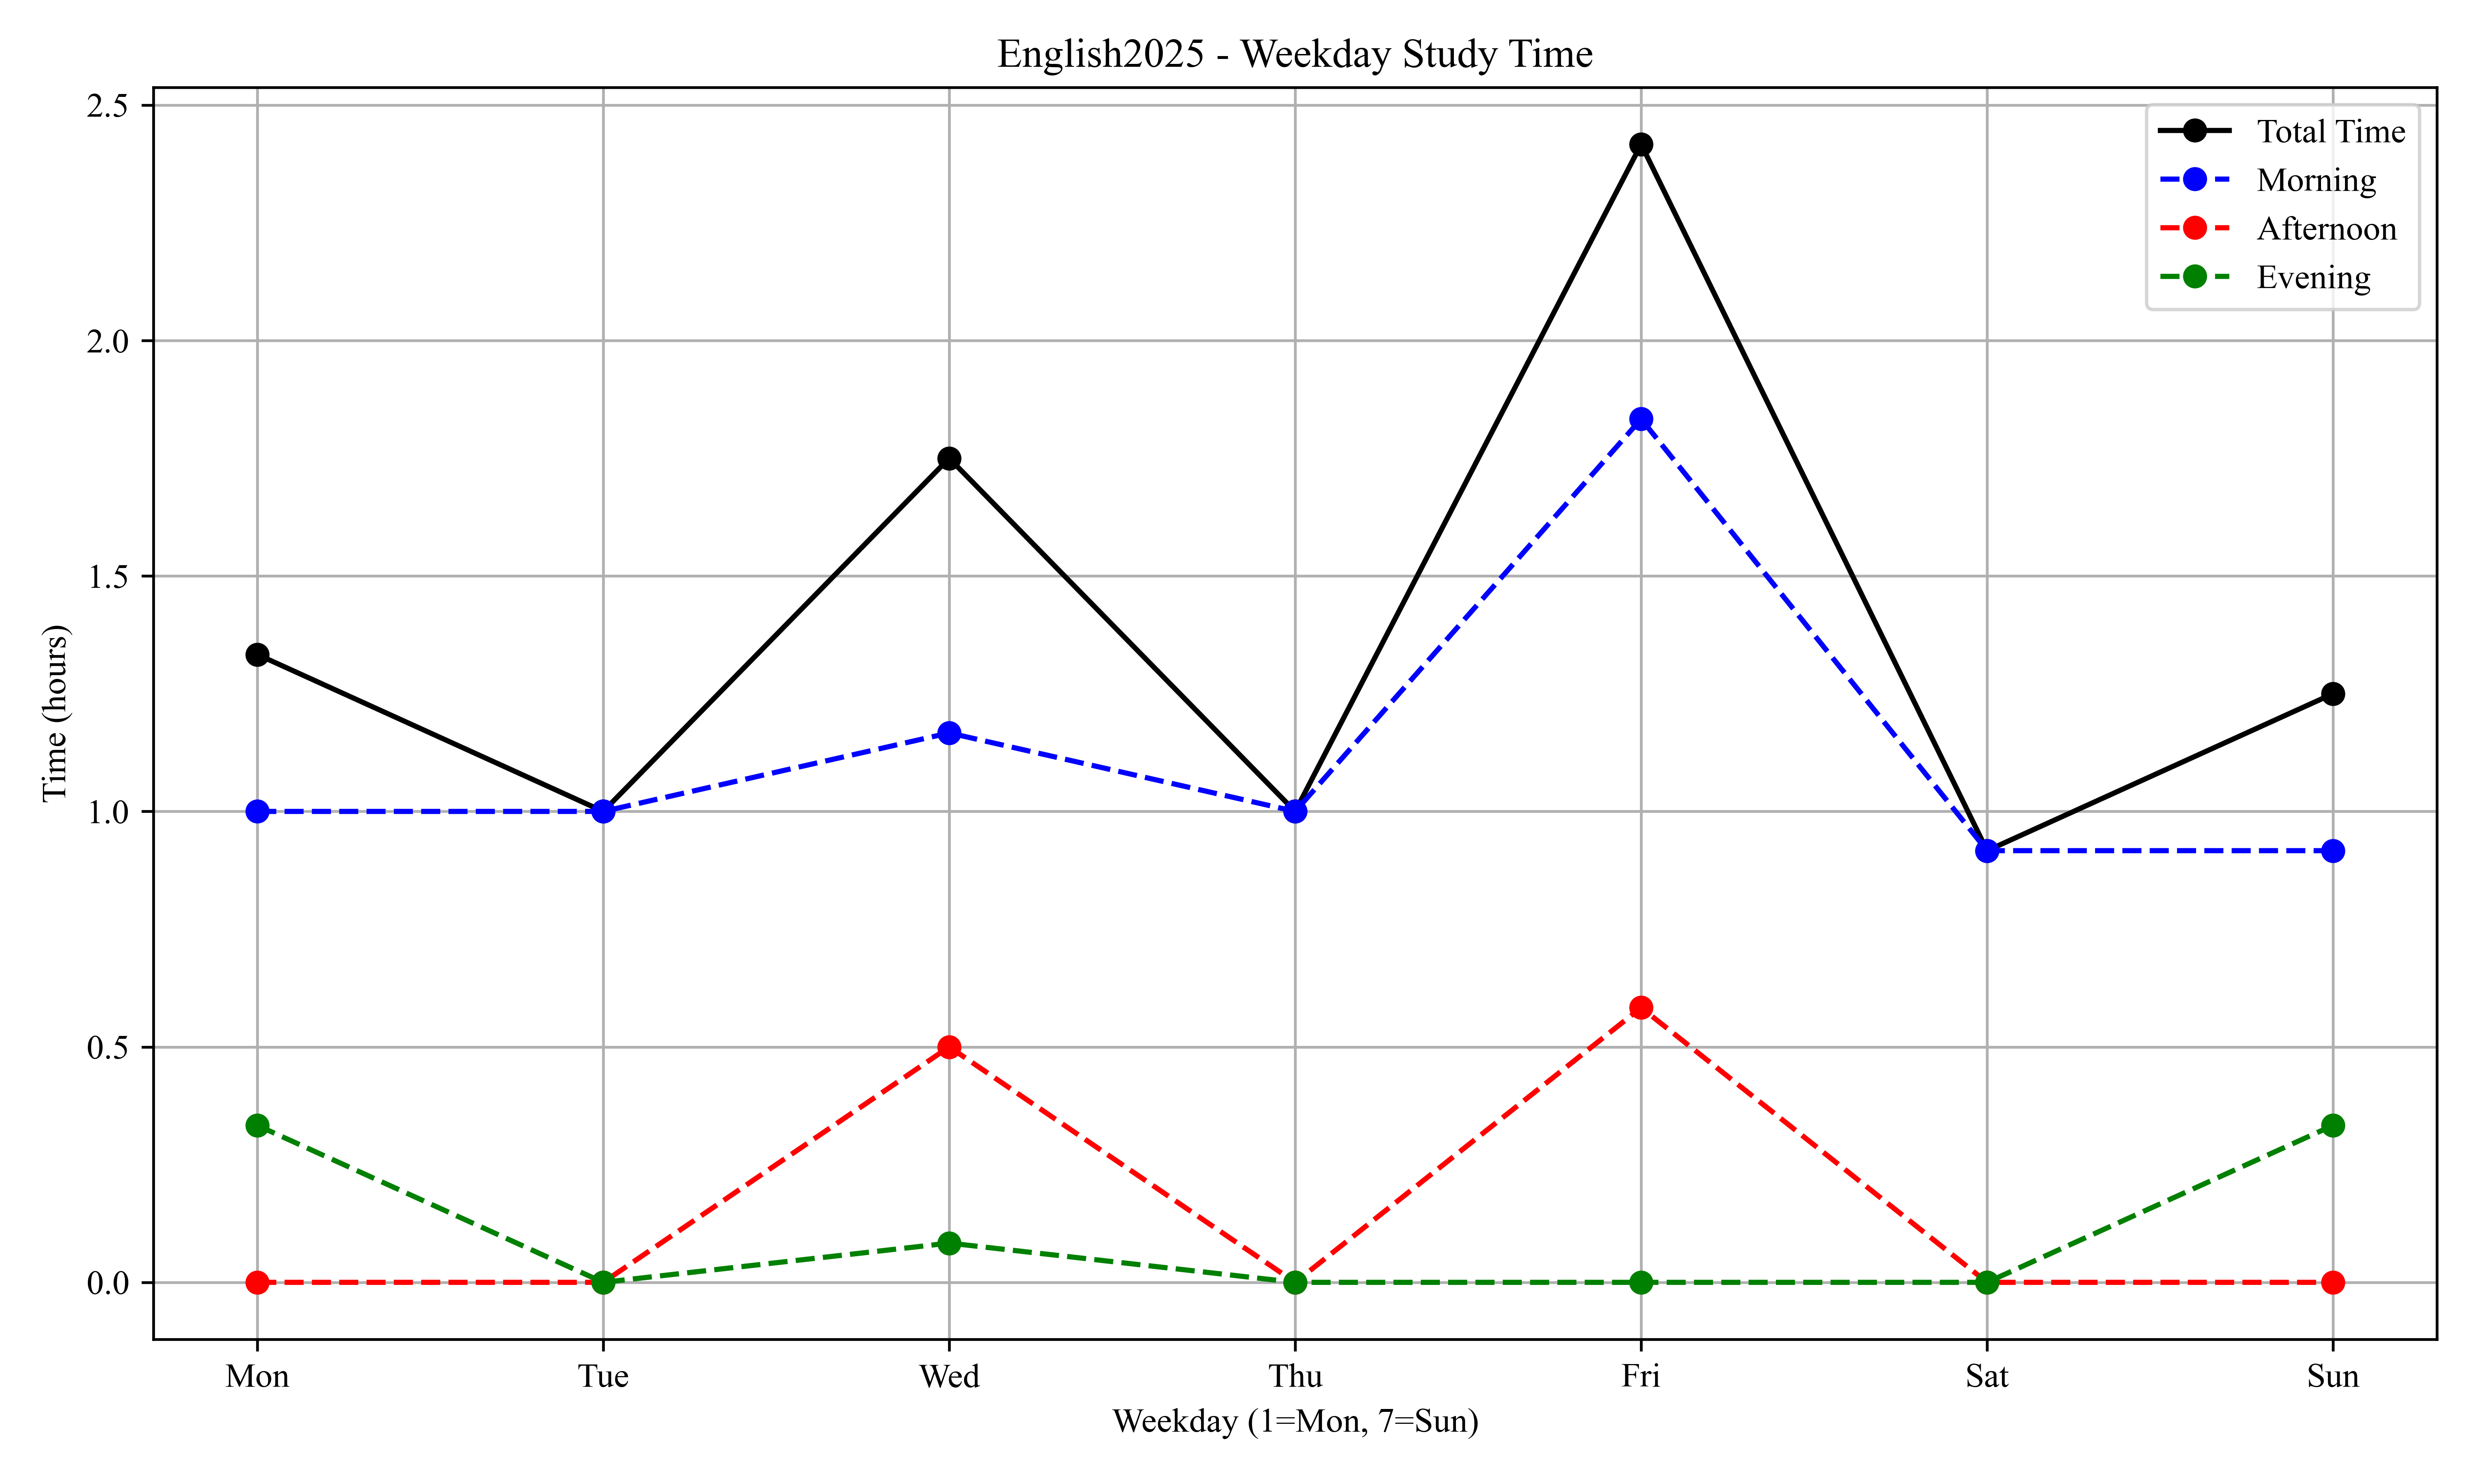 English2025 - Weekday Study Time
2.5
2.0
1.5
1.0
0.5
0.0
Time (hours)
Total Time
Morning
Afternoon
Evening
Mon Tue Wed Thu Fri Sat Sun
Weekday (1=Mon, 7=Sun)